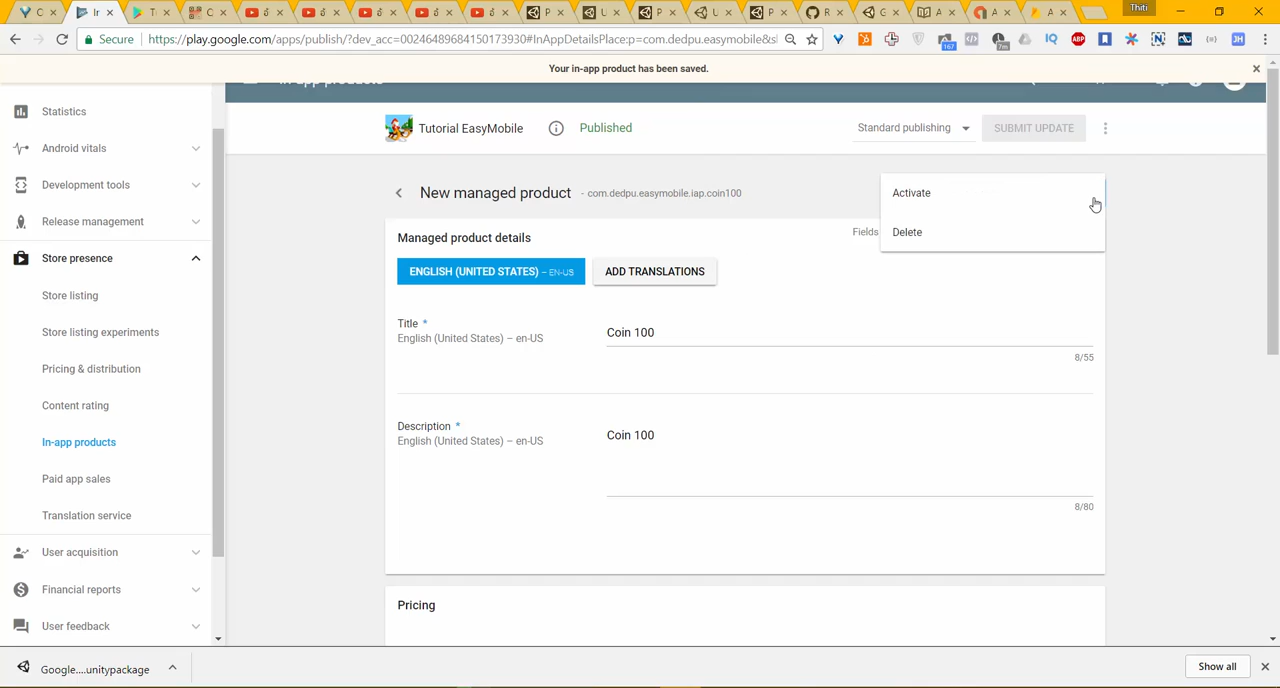 Thiti
Secure
https://play.google.com/apps/publish/?dev_acc=00246489684150173930#InAppDetailsPlace:p=com.dedpu.easymobile&s
Your in-app product has been saved.
In-app products
Statistics
Android vitals
Development tools
Release management
Store presence
Store listing
Store listing experiments
Pricing & distribution
Content rating
In-app products
Paid app sales
Translation service
User acquisition
Financial reports
User feedback
Tutorial EasyMobile
Published
Standard publishing
SUBMIT UPDATE
New managed product
- com.dedpu.easymobile.iap.coin100
Activate
Delete
Managed product details
Fields
ENGLISH (UNITED STATES) – EN-US
ADD TRANSLATIONS
Title *
English (United States) – en-US
Coin 100
8/55
Description *
English (United States) – en-US
Coin 100
8/80
Pricing
Google....unitypackage
Show all